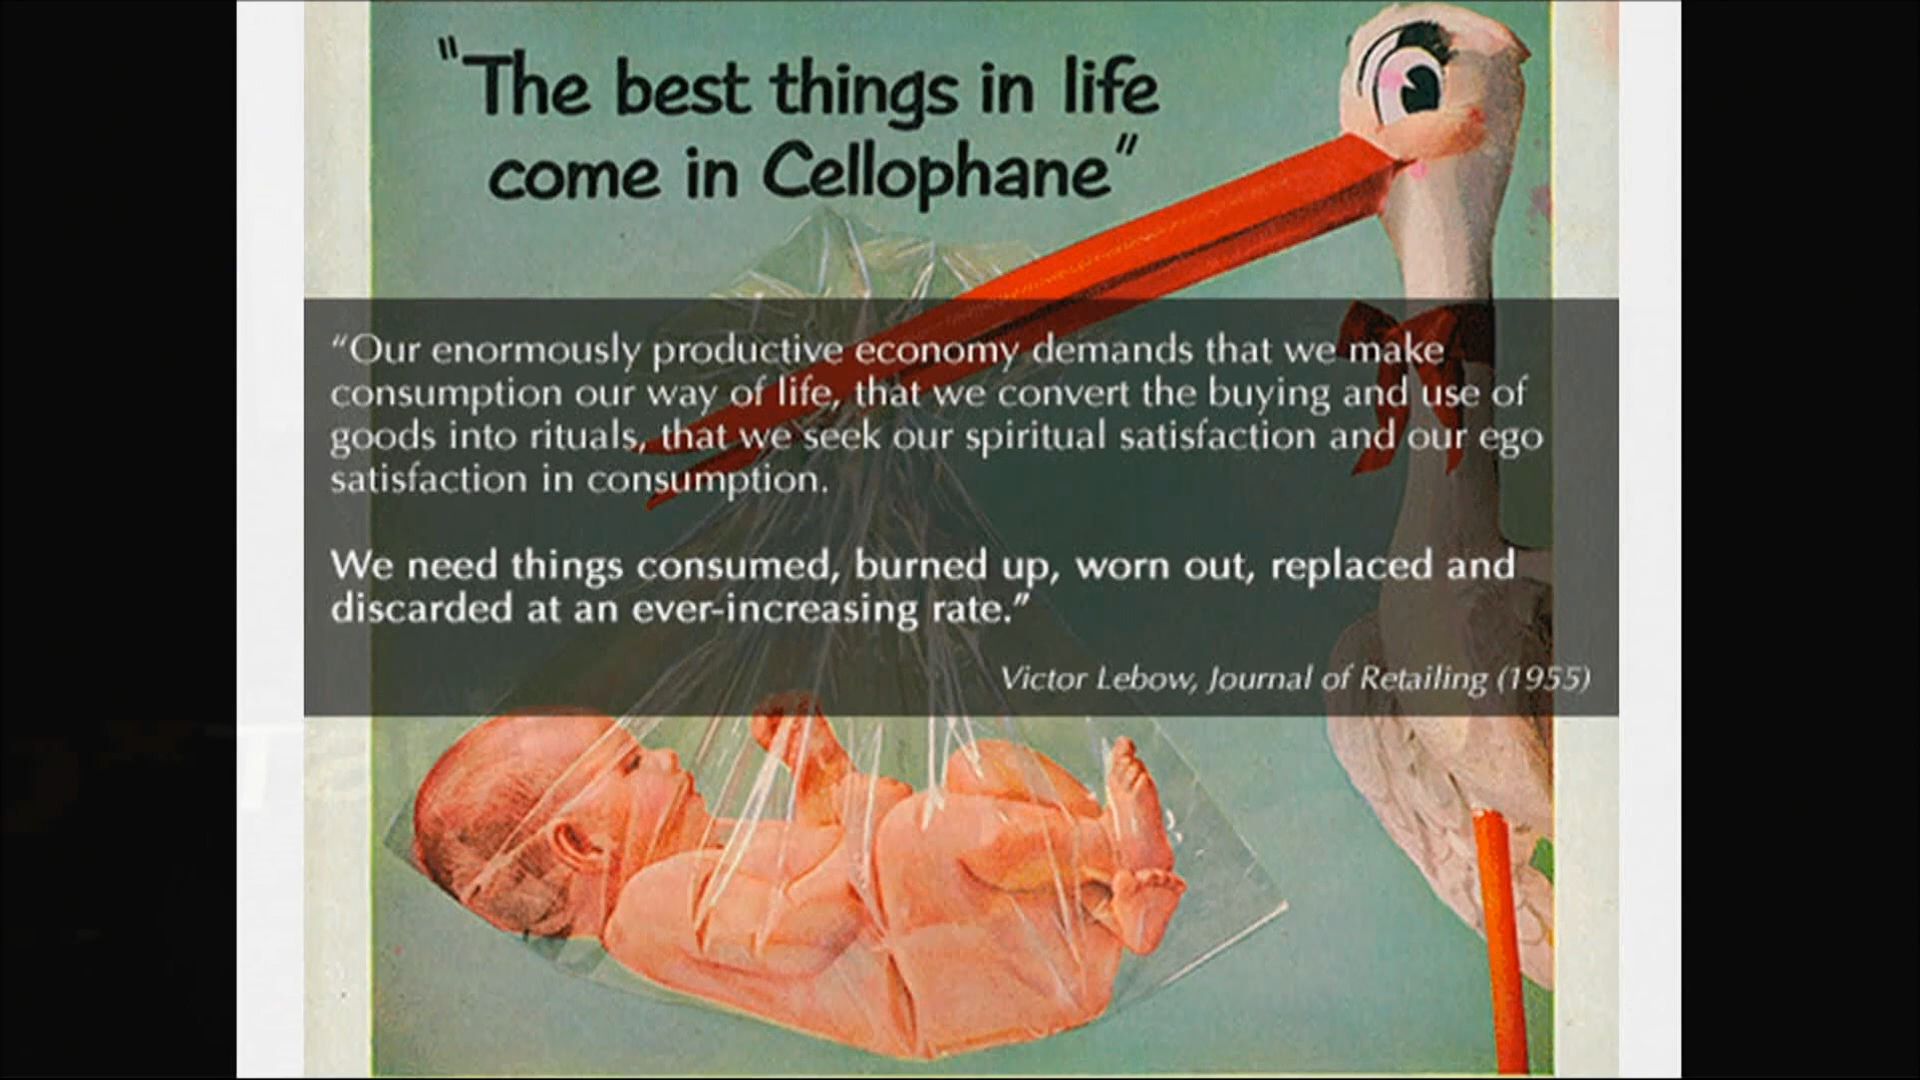 "The best things in life
come in Cellophane"
“Our enormously productive economy demands that we make
consumption our way of life, that we convert the buying and use of
goods into rituals, that we seek our spiritual satisfaction and our ego
satisfaction in consumption.
We need things consumed, burned up, worn out, replaced and
discarded at an ever-increasing rate.”
Victor Lebow, Journal of Retailing (1955)